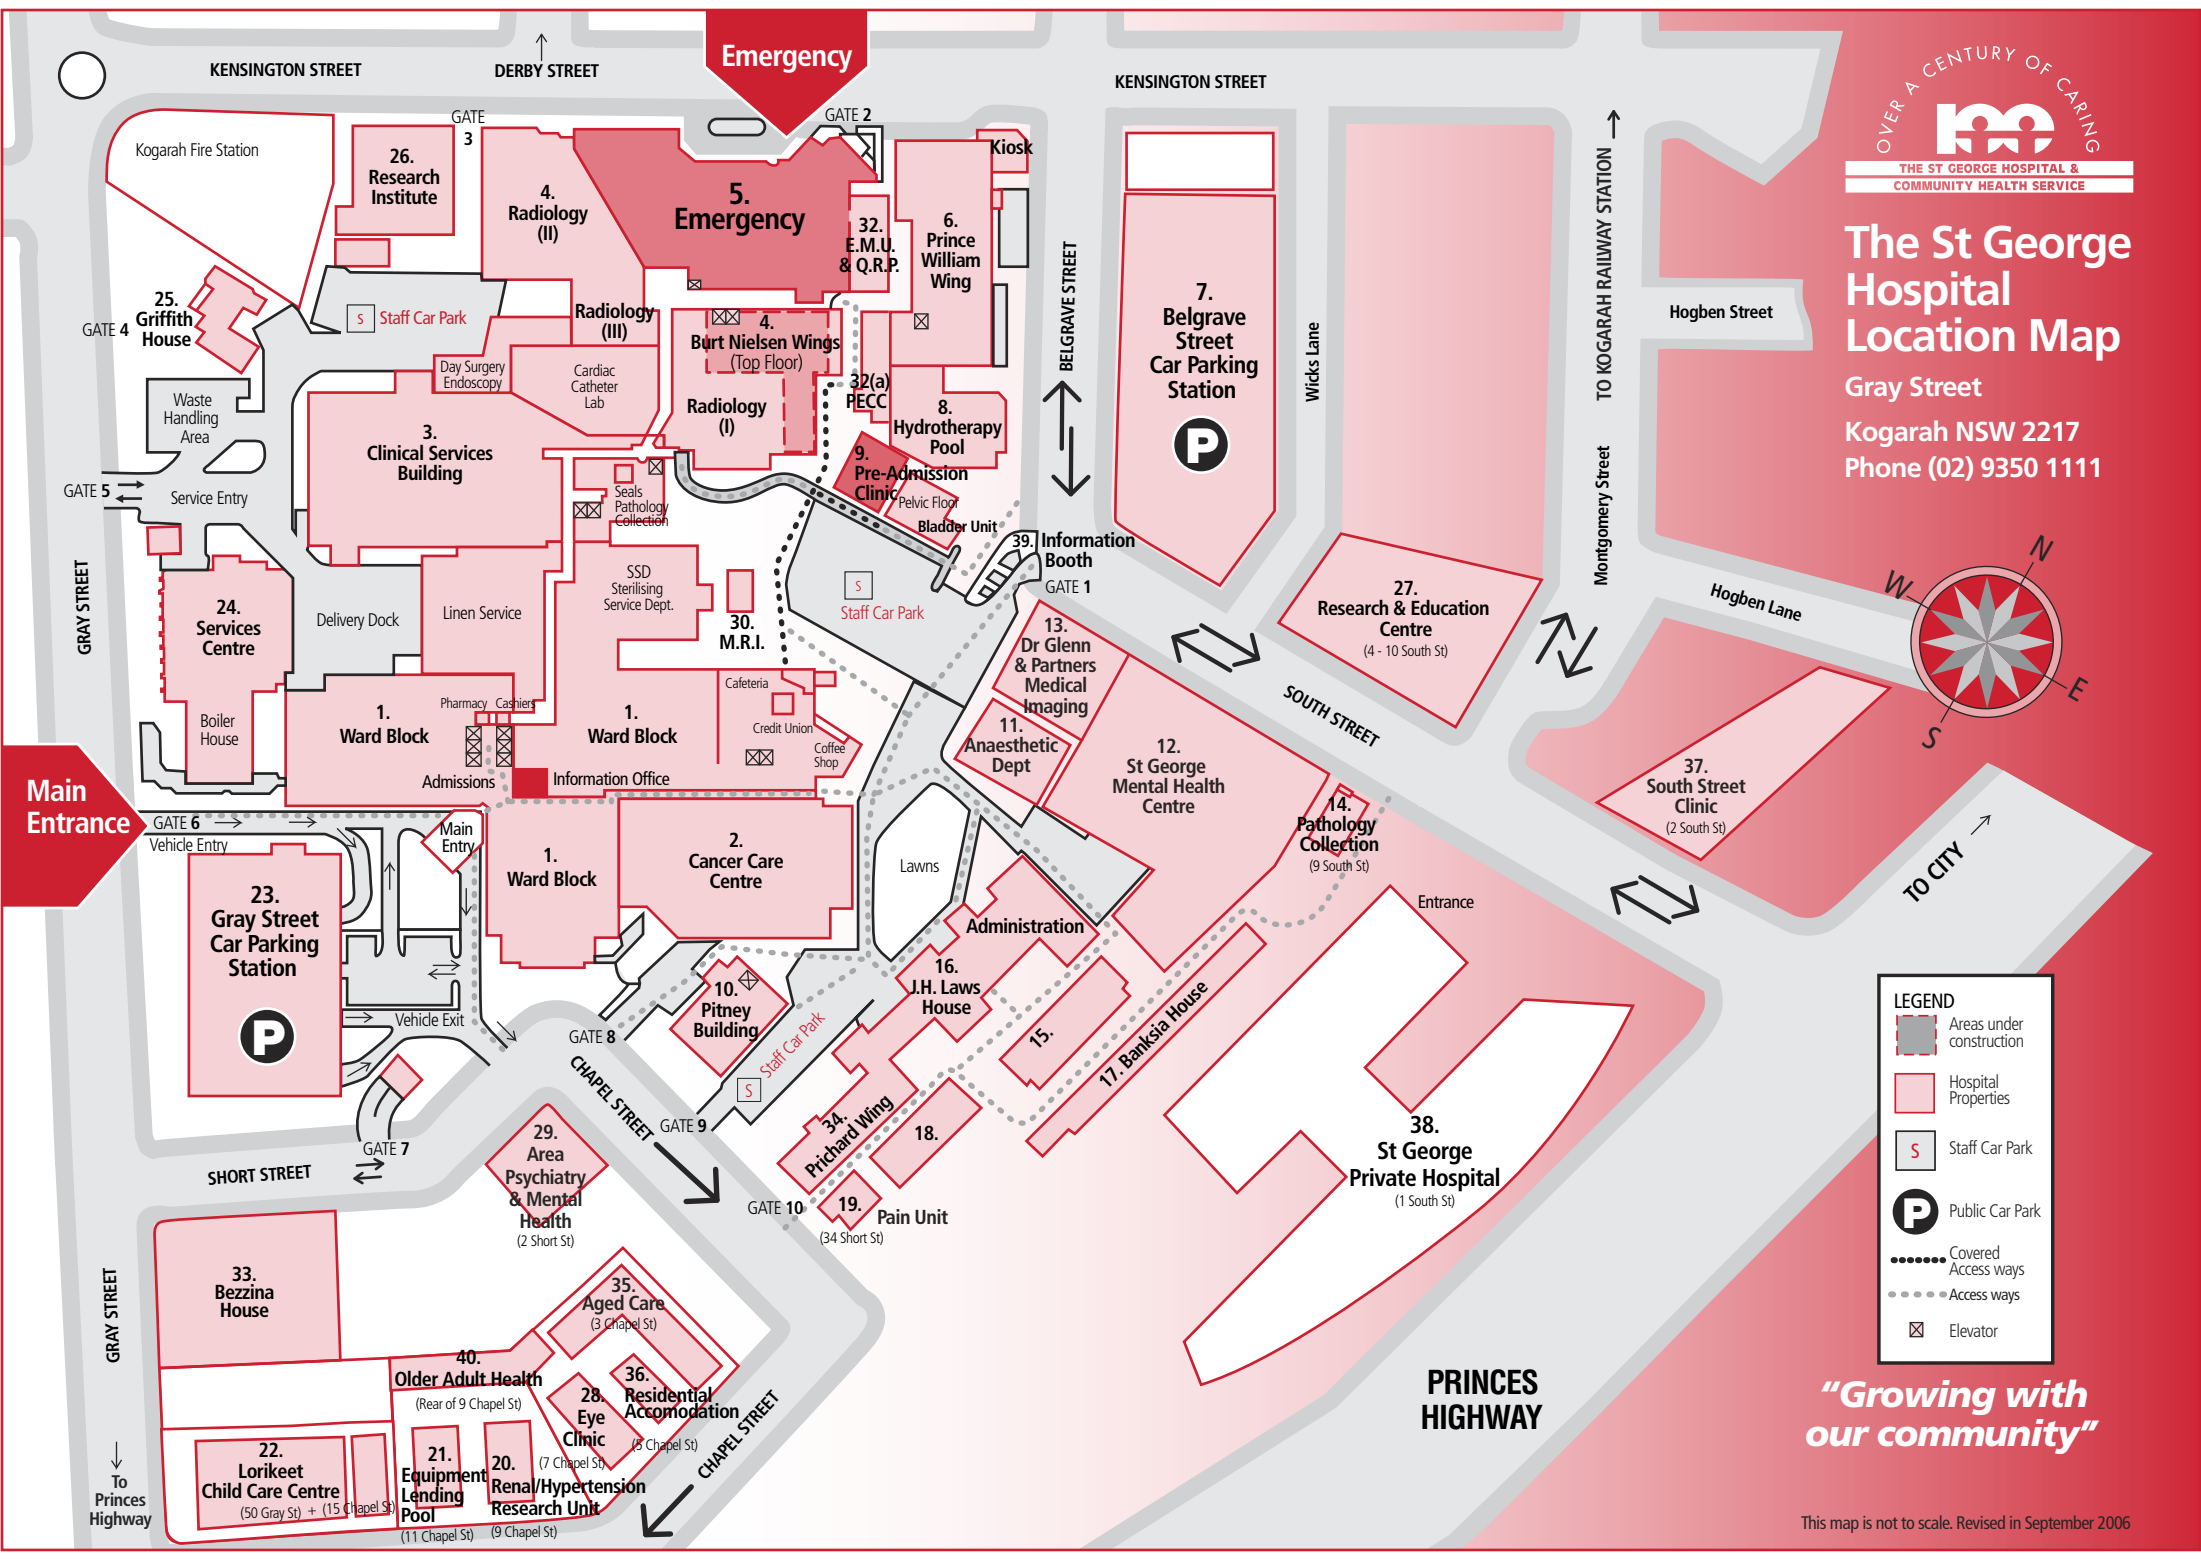 KENSINGTON STREET
DERBY STREET
Emergency
KENSINGTON STREET
GATE
3
GATE 2
Kogarah Fire Station
26.
Research
Institute
4.
Radiology
(II)
5.
Emergency
32.
E.M.U.
& Q.R.P.
6.
Prince
William
Wing
Kiosk
BELGRAVE STREET
7.
Belgrave
Street
Car Parking
Station
P
Wicks Lane
TO KOGARAH RAILWAY STATION
Montgomery Street
Hogben Street
Hogben Lane
OVER A CENTURY OF CARING
100
THE ST GEORGE HOSPITAL &
COMMUNITY HEALTH SERVICE
The St George
Hospital
Location Map
Gray Street
Kogarah NSW 2217
Phone (02) 9350 1111
N
W
E
S
25.
Griffith
House
GATE 4
S
Staff Car Park
Radiology
(III)
4.
Burt Nielsen Wings
(Top Floor)
Radiology
(I)
Day Surgery
Endoscopy
Cardiac
Catheter
Lab
32(a)
PECC
8.
Hydrotherapy
Pool
9.
Pre-Admission
Clinic
Pelvic Floor
Bladder Unit
Waste
Handling
Area
3.
Clinical Services
Building
GATE 5
Service Entry
Seals
Pathology
Collection
39. Information
Booth
GATE 1
GRAY STREET
24.
Services
Centre
Delivery Dock
Linen Service
SSD
Sterilising
Service Dept.
30.
M.R.I.
S
Staff Car Park
13.
Dr Glenn
& Partners
Medical
Imaging
27.
Research & Education
Centre
(4 - 10 South St)
SOUTH STREET
Boiler
House
1.
Ward Block
Pharmacy
Cashiers
Admissions
1.
Ward Block
Information Office
Cafeteria
Credit Union
Coffee
Shop
11.
Anaesthetic
Dept
12.
St George
Mental Health
Centre
14.
Pathology
Collection
(9 South St)
37.
South Street
Clinic
(2 South St)
TO CITY
Main
Entrance
GATE 6
Vehicle Entry
Main
Entry
1.
Ward Block
2.
Cancer Care
Centre
Lawns
23.
Gray Street
Car Parking
Station
P
Vehicle Exit
Administration
16.
J.H. Laws
House
Entrance
10.
Pitney
Building
GATE 8
S
Staff Car Park
15.
17. Banksia House
CHAPEL STREET
GATE 9
34.
Prichard Wing
18.
GATE 7
SHORT STREET
29.
Area
Psychiatry
& Mental
Health
(2 Short St)
GATE 10
19.
Pain Unit
(34 Short St)
38.
St George
Private Hospital
(1 South St)
LEGEND
Areas under
construction
Hospital
Properties
S
Staff Car Park
P
Public Car Park
Covered
Access ways
Access ways
Elevator
GRAY STREET
33.
Bezzina
House
35.
Aged Care
(3 Chapel St)
40.
Older Adult Health
(Rear of 9 Chapel St)
36.
Residential
Accomodation
(5 Chapel St)
28.
Eye
Clinic
(7 Chapel St)
CHAPEL STREET
22.
Lorikeet
Child Care Centre
(50 Gray St) + (15 Chapel St)
21.
Equipment
Lending
Pool
(11 Chapel St)
20.
Renal/Hypertension
Research Unit
(9 Chapel St)
To
Princes
Highway
PRINCES
HIGHWAY
“Growing with
our community”
This map is not to scale. Revised in September 2006